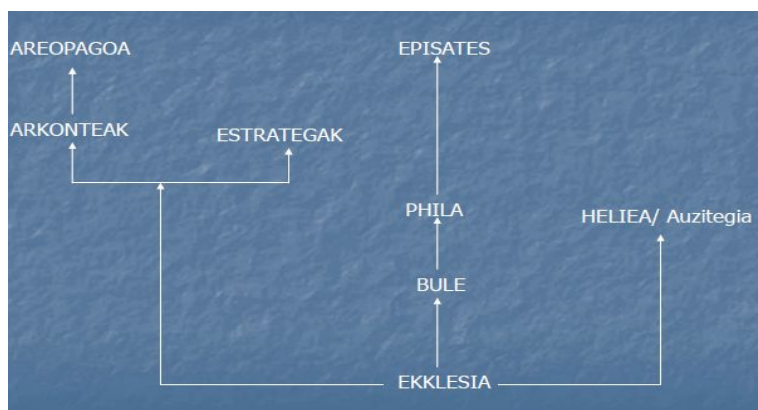 AREOPAGOA
EPISATES
ARKONTEAK
ESTRATEGAK
PHILA
HELIEA/ Auzitegia
BULE
EKKLESIA